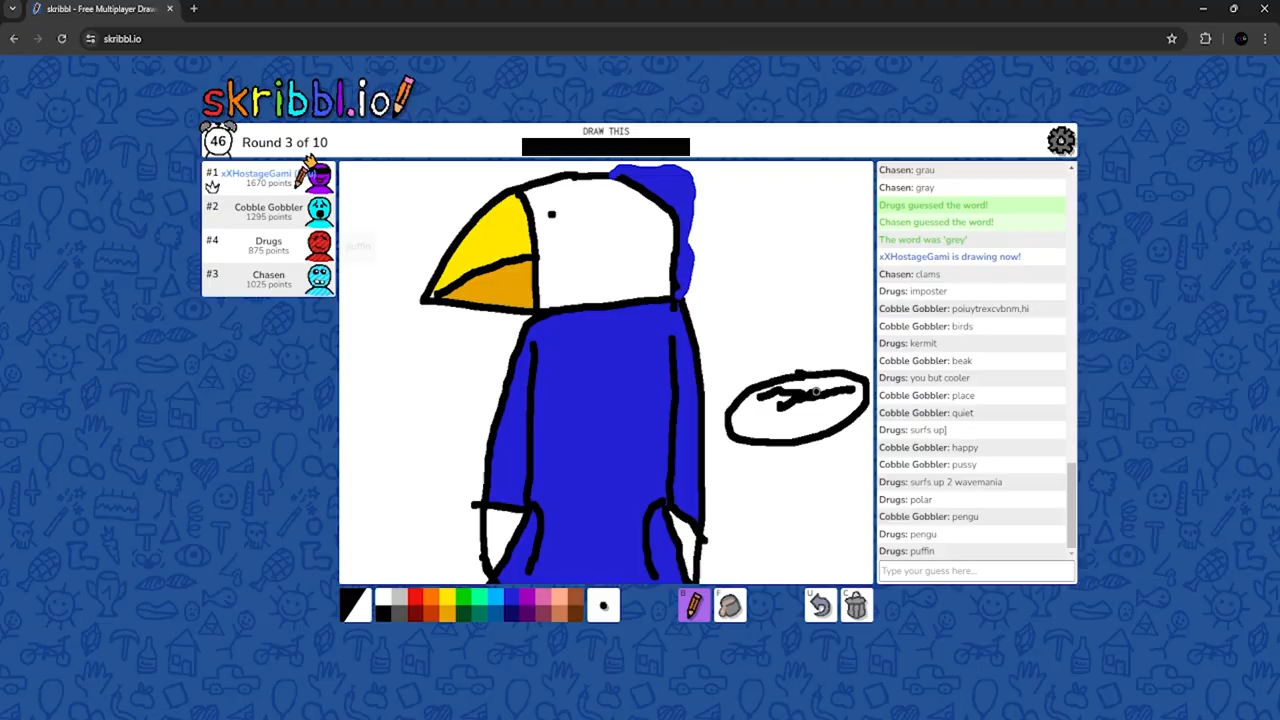 skribbl - Free Multiplayer Draw
skribbl.io
skribbl.io
46
Round 3 of 10
DRAW THIS
#1
xXHostageGami
1670 points
#2
Cobble Gobbler
1295 points
#4
Drugs
875 points
#3
Chasen
1025 points
puffin
Chasen: grau
Chasen: gray
Drugs guessed the word!
Chasen guessed the word!
The word was 'grey'
xXHostageGami is drawing now!
Chasen: clams
Drugs: imposter
Cobble Gobbler: poiuytrexcvbnm,hi
Cobble Gobbler: birds
Drugs: kermit
Cobble Gobbler: beak
Drugs: you but cooler
Cobble Gobbler: place
Cobble Gobbler: quiet
Drugs: surfs up]
Cobble Gobbler: happy
Cobble Gobbler: pussy
Drugs: surfs up 2 wavemania
Drugs: polar
Cobble Gobbler: pengu
Drugs: pengu
Drugs: puffin
Type your guess here...
B
F
U
C